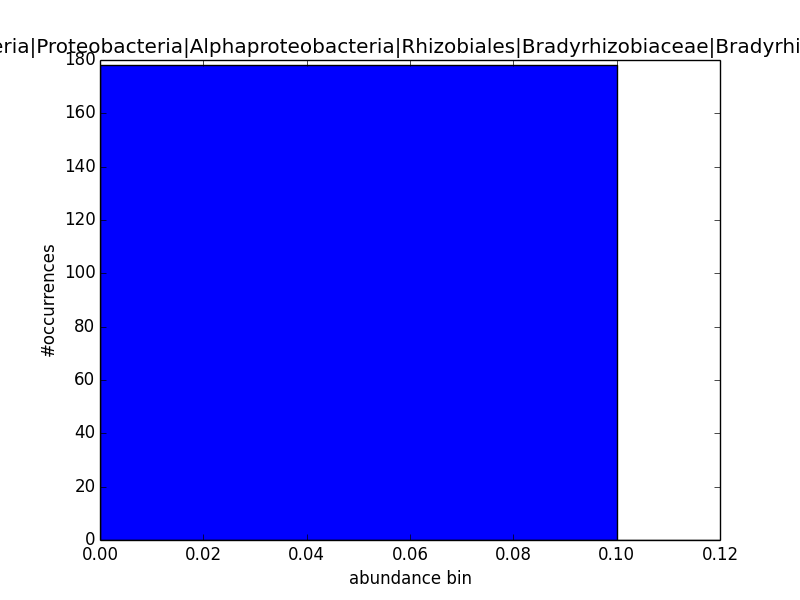 eria|Proteobacteria|Alphaproteobacteria|Rhizobiales|Bradyrhizobiaceae|Bradyrhi
180
160
140
120
100
80
60
40
20
0
#occurrences
0.00 0.02 0.04 0.06 0.08 0.10 0.12
abundance bin